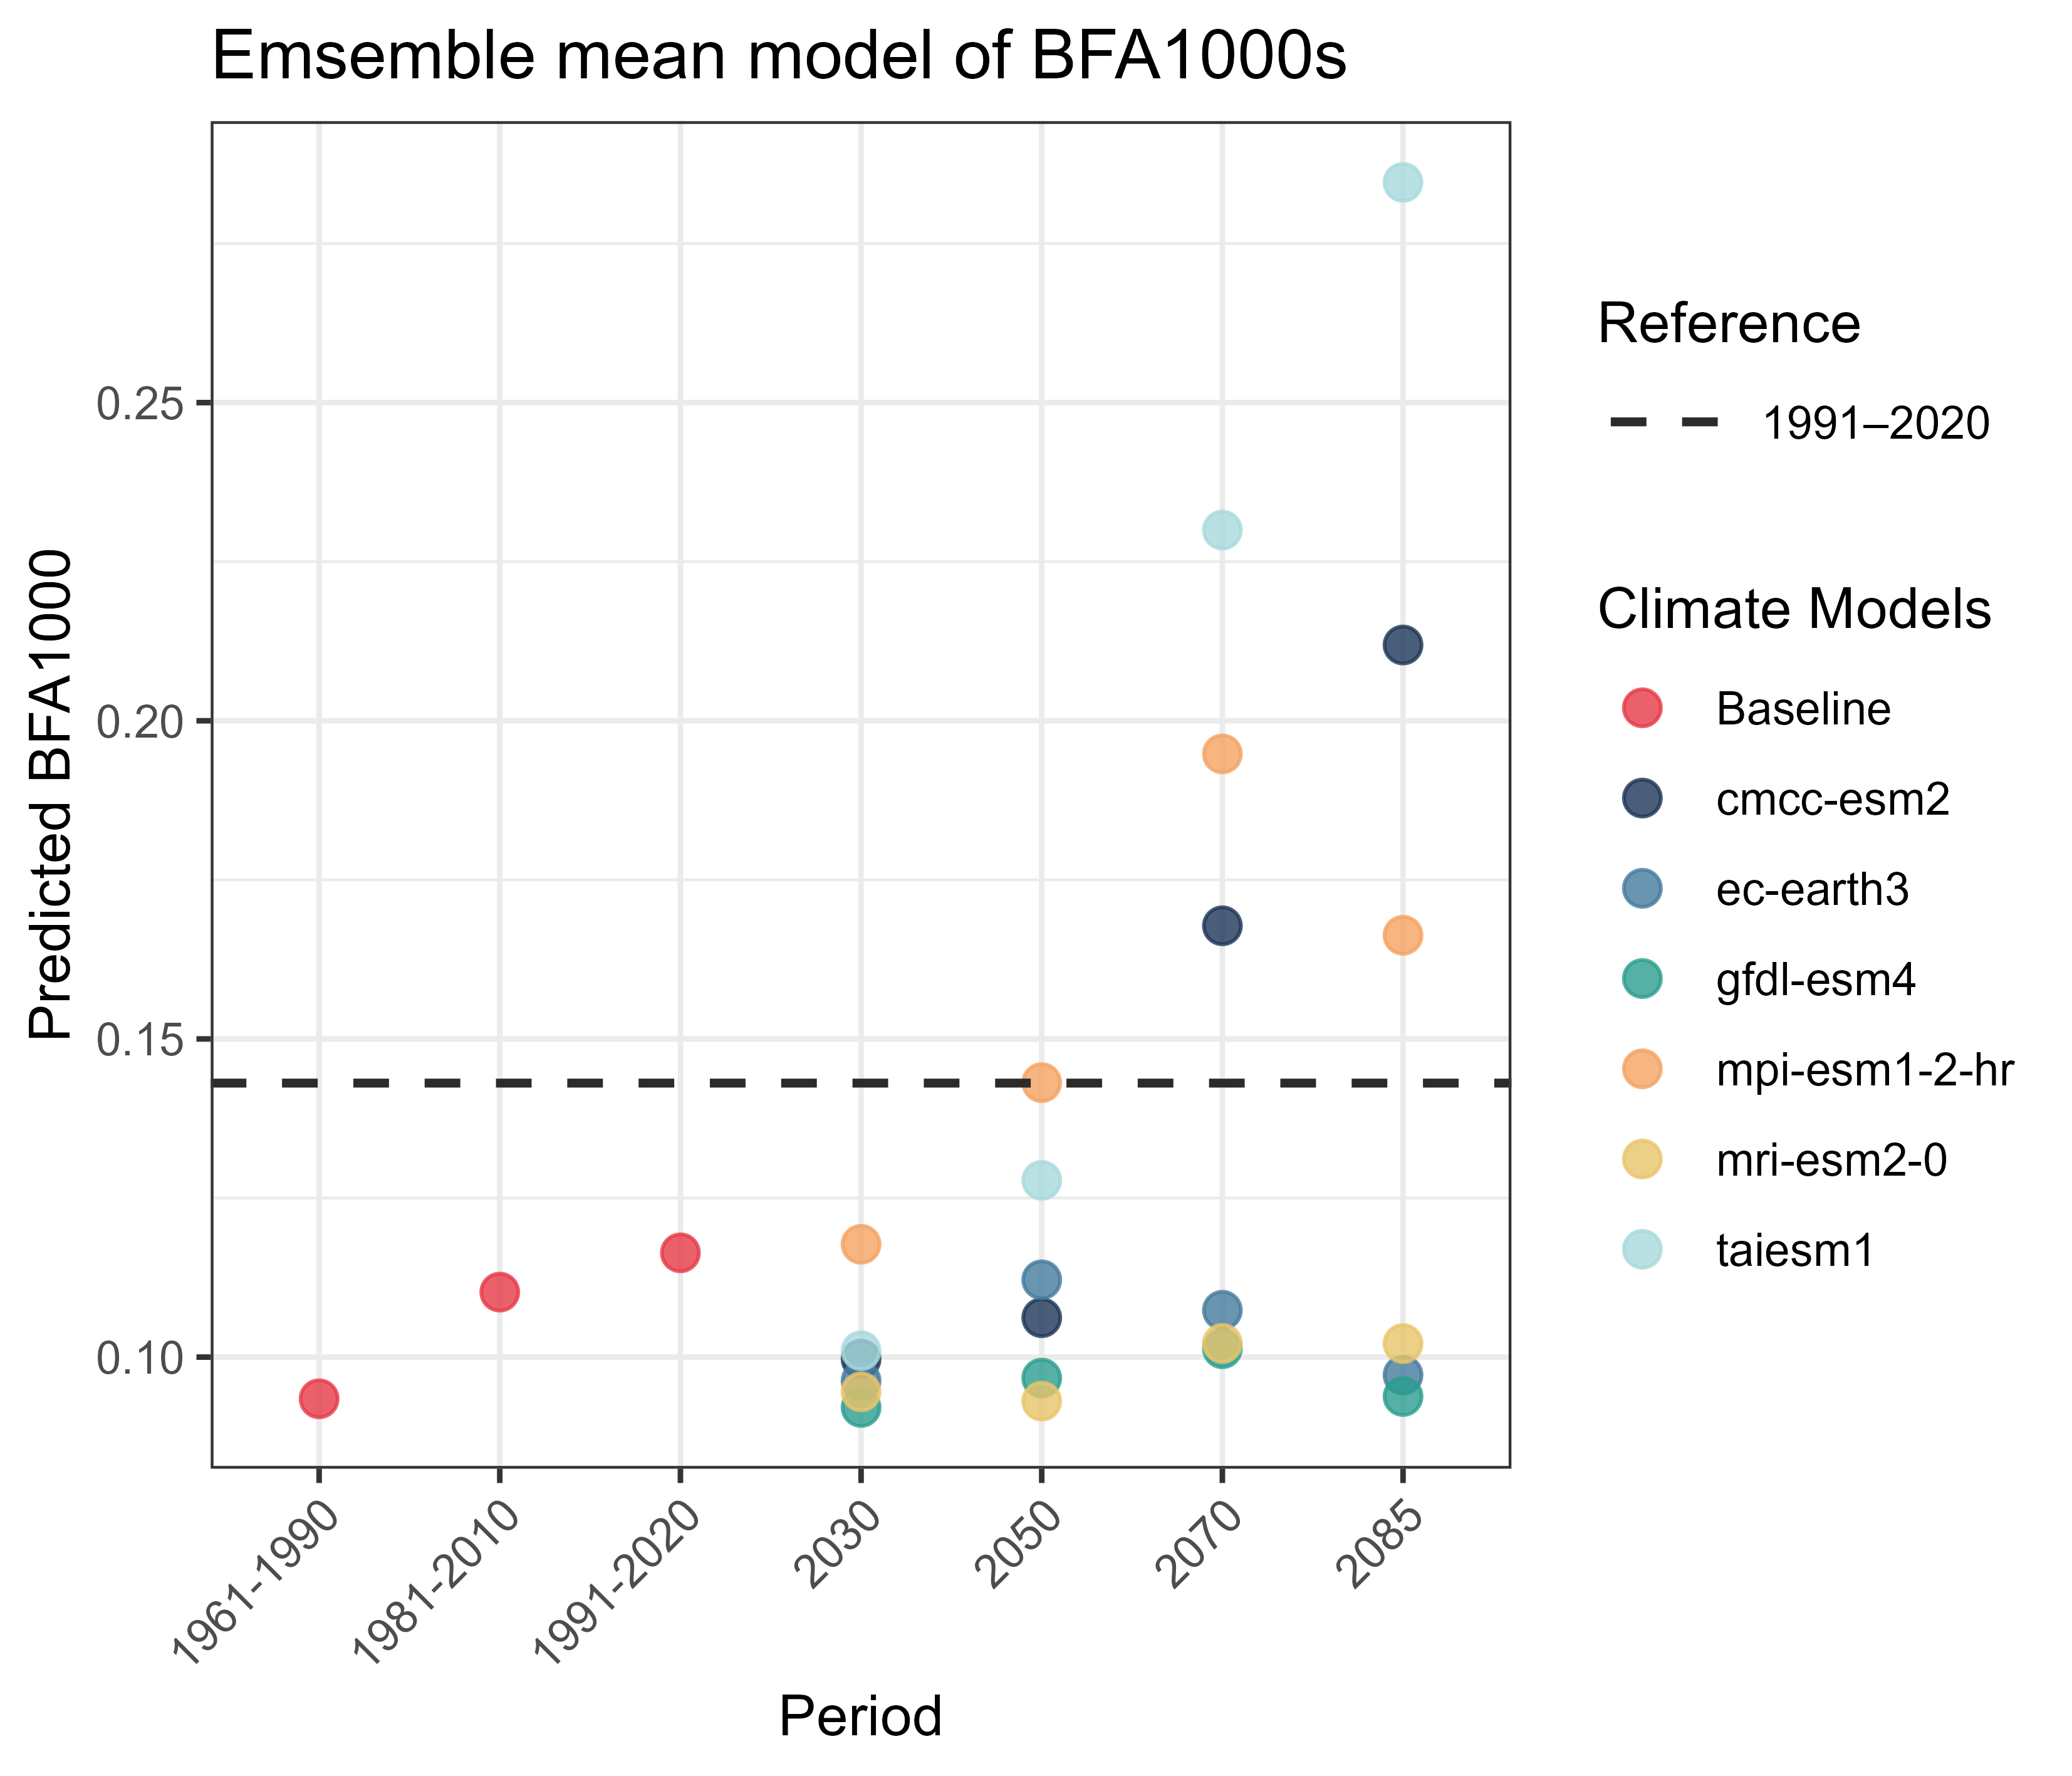 Emsemble mean model of BFA1000s
Predicted BFA1000
0.25
0.20
0.15
0.10
1961-1990
1981-2010
1991-2020
2030
2050
2070
2085
Period
Reference
1991–2020
Climate Models
Baseline
cmcc-esm2
ec-earth3
gfdl-esm4
mpi-esm1-2-hr
mri-esm2-0
taiesm1